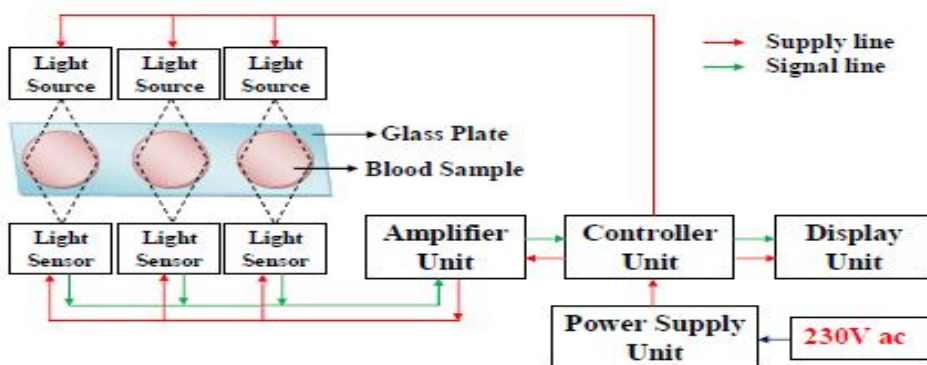 Light Source
Light Source
Light Source
Supply line
Signal line
Glass Plate
Blood Sample
Light Sensor
Light Sensor
Light Sensor
Amplifier Unit
Controller Unit
Display Unit
Power Supply Unit
230V ac